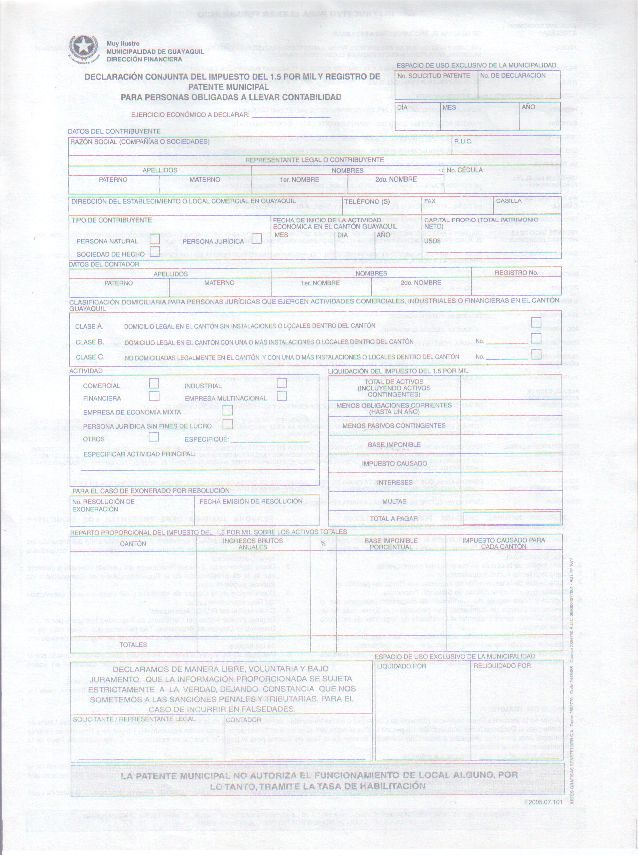 Muy Ilustre
MUNICIPALIDAD DE GUAYAQUIL
DIRECCIÓN FINANCIERA
DECLARACIÓN CONJUNTA DEL IMPUESTO DEL 1.5 POR MIL Y REGISTRO DE
PATENTE MUNICIPAL
PARA PERSONAS OBLIGADAS A LLEVAR CONTABILIDAD
EJERCICIO ECONÓMICO A DECLARAR:
ESPACIO DE USO EXCLUSIVO DE LA MUNICIPALIDAD
No. SOLICITUD PATENTE No. DE DECLARACION
DÍA MES AÑO
DATOS DEL CONTRIBUYENTE
RAZÓN SOCIAL (COMPAÑÍAS O SOCIEDADES) R.U.C.
REPRESENTANTE LEGAL O CONTRIBUYENTE
APELLIDOS NOMBRES No. CÉDULA
PATERNO MATERNO 1er. NOMBRE 2do. NOMBRE
DIRECCIÓN DEL ESTABLECIMIENTO O LOCAL COMERCIAL EN GUAYAQUIL TELÉFONO (S) FAX CASILLA
TIPO DE CONTRIBUYENTE
PERSONA NATURAL PERSONA JURÍDICA
SOCIEDAD DE HECHO
FECHA DE INICIO DE LA ACTIVIDAD
ECONOMICA EN EL CANTÓN GUAYAQUIL
MES DIA AÑO
CAPITAL PROPIO (TOTAL PATRIMONIO
NETO)
USD$
DATOS DEL CONTADOR
APELLIDOS NOMBRES REGISTRO No.
PATERNO MATERNO 1er. NOMBRE 2do. NOMBRE
CLASIFICACIÓN DOMICILIARIA PARA PERSONAS JURÍDICAS QUE EJERCEN ACTIVIDADES COMERCIALES, INDUSTRIALES O FINANCIERAS EN EL CANTÓN
GUAYAQUIL
CLASE A. DOMICILIO LEGAL EN EL CANTÓN SIN INSTALACIONES O LOCALES DENTRO DEL CANTÓN
CLASE B. DOMICILIO LEGAL EN EL CANTÓN CON UNA O MÁS INSTALACIONES O LOCALES DENTRO DEL CANTÓN No.
CLASE C. NO DOMICILIADAS LEGALMENTE EN EL CANTÓN Y CON UNA O MÁS INSTALACIONES O LOCALES DENTRO DEL CANTÓN No.
ACTIVIDAD
COMERCIAL INDUSTRIAL
FINANCIERA EMPRESA MULTINACIONAL
EMPRESA DE ECONOMIA MIXTA
PERSONA JURÍDICA SIN FINES DE LUCRO
OTROS ESPECIFIQUE:
ESPECIFICAR ACTIVIDAD PRINCIPAL:
LIQUIDACIÓN DEL IMPUESTO DEL 1.5 POR MIL
TOTAL DE ACTIVOS
(INCLUYENDO ACTIVOS
CONTINGENTES)
MENOS OBLIGACIONES CORRIENTES
(HASTA UN AÑO)
MENOS PASIVOS CONTINGENTES
BASE IMPONIBLE
IMPUESTO CAUSADO
INTERESES
MULTAS
TOTAL A PAGAR
PARA EL CASO DE EXONERADO POR RESOLUCIÓN
No. RESOLUCIÓN DE
EXONERACIÓN
FECHA EMISIÓN DE RESOLUCIÓN
REPARTO PROPORCIONAL DEL IMPUESTO DEL 1.5 POR MIL SOBRE LOS ACTIVOS TOTALES
CANTÓN INGRESOS BRUTOS
ANUALES
%
BASE IMPONIBLE
PORCENTUAL
IMPUESTO CAUSADO PARA
CADA CANTÓN
TOTALES
DECLARAMOS DE MANERA LIBRE, VOLUNTARIA Y BAJO
JURAMENTO, QUE LA INFORMACIÓN PROPORCIONADA SE SUJETA
ESTRICTAMENTE A LA VERDAD, DEJANDO CONSTANCIA QUE NOS
SOMETEMOS A LAS SANCIONES PENALES Y TRIBUTARIAS, PARA EL
CASO DE INCURRIR EN FALSEDADES.
SOLICITANTE / REPRESENTANTE LEGAL CONTADOR
ESPACIO DE USO EXCLUSIVO DE LA MUNICIPALIDAD
LIQUIDADO POR RELIQUIDADO POR
LA PATENTE MUNICIPAL NO AUTORIZA EL FUNCIONAMIENTO DE LOCAL ALGUNO, POR
LO TANTO, TRAMITE LA TASA DE HABILITACIÓN